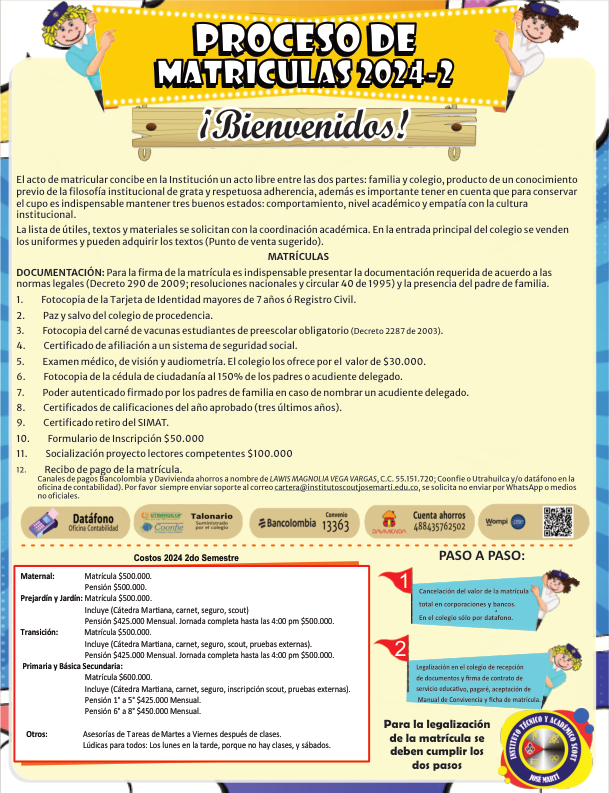 PROCESO DE
MATRICULAS 2024-2
¡Bienvenidos!
El acto de matricular concibe en la Institución un acto libre entre las dos partes: familia y colegio, producto de un conocimiento
previo de la filosofía institucional de grata y respetuosa adherencia, además es importante tener en cuenta que para conservar
el cupo es indispensable mantener tres buenos estados: comportamiento, nivel académico y empatía con la cultura
institucional.
La lista de útiles, textos y materiales se solicitan con la coordinación académica. En la entrada principal del colegio se venden
los uniformes y pueden adquirir los textos (Punto de venta sugerido).
MATRÍCULAS
DOCUMENTACIÓN: Para la firma de la matrícula es indispensable presentar la documentación requerida de acuerdo a las
normas legales (Decreto 290 de 2009; resoluciones nacionales y circular 40 de 1995) y la presencia del padre de familia.
1. Fotocopia de la Tarjeta de Identidad mayores de 7 años ó Registro Civil.
2. Paz y salvo del colegio de procedencia.
3. Fotocopia del carné de vacunas estudiantes de preescolar obligatorio (Decreto 2287 de 2003).
4. Certificado de afiliación a un sistema de seguridad social.
5. Examen médico, de visión y audiometría. El colegio los ofrece por el valor de $30.000.
6. Fotocopia de la cédula de ciudadanía al 150% de los padres o acudiente delegado.
7. Poder autenticado firmado por los padres de familia en caso de nombrar un acudiente delegado.
8. Certificados de calificaciones del año aprobado (tres últimos años).
9. Certificado retiro del SIMAT.
10. Formulario de Inscripción $50.000
11. Socialización proyecto lectores competentes $100.000
12. Recibo de pago de la matrícula.
Canales de pagos Bancolombia y Davivienda ahorros a nombre de LAWIS MAGNOLIA VEGA VARGAS, C.C. 55.151.720; Coonfie o Utrahuilca y/o datáfono en la
oficina de contabilidad). Por favor siempre enviar soporte al correo cartera@institutoscoutjosemarti.edu.co, se solicita no enviar por WhatsApp o medios
no oficiales.
Datáfono
Oficina Contabilidad
UTRAHUILCA
Coonfie
Talonario
Suministrado
por el colegio
Bancolombia
Convenio
13363
DAVIVIENDA
Cuenta ahorros
488435762502
Wompi
pse
Costos 2024 2do Semestre
Maternal: Matrícula $500.000.
Pensión $500.000.
Prejardín y Jardín: Matrícula $500.000.
Incluye (Cátedra Martiana, carnet, seguro, scout)
Pensión $425.000 Mensual. Jornada completa hasta las 4:00 pm $500.000.
Transición: Matrícula $500.000.
Incluye (Cátedra Martiana, carnet, seguro, scout, pruebas externas).
Pensión $425.000 Mensual. Jornada completa hasta las 4:00 pm $500.000.
Primaria y Básica Secundaria:
Matrícula $600.000.
Incluye (Cátedra Martiana, carnet, seguro, inscripción scout, pruebas externas).
Pensión 1° a 5° $425.000 Mensual.
Pensión 6° a 8° $450.000 Mensual.
Otros: Asesorías de Tareas de Martes a Viernes después de clases.
Lúdicas para todos: Los lunes en la tarde, porque no hay clases, y sábados.
PASO A PASO:
1
Cancelación del valor de la matrícula
total en corporaciones y bancos.
En el colegio sólo por datafono.
2
Legalización en el colegio de recepción
de documentos y firma de contrato de
servicio educativo, pagaré, aceptación de
Manual de Convivencia y ficha de matrícula.
Para la legalización
de la matrícula se
deben cumplir los
dos pasos
INSTITUTO TÉCNICO Y ACADÉMICO SCOUT
JOSÉ MARTÍ